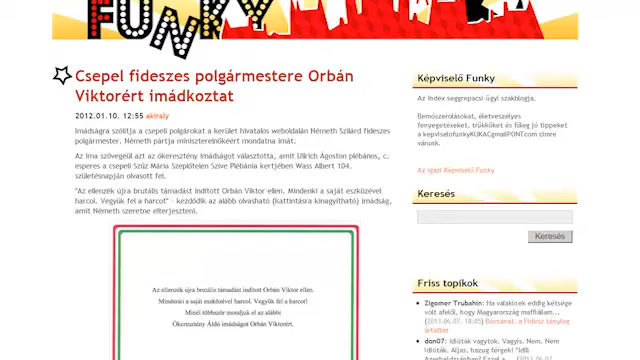 FUNKY
Csepel fideszes polgármestere Orbán
Viktorért imádkoztat
2012.01.10. 12:55 akiraly
Imádságra szólítja a csepeli polgárokat a kerület hivatalos weboldalán Németh Szilárd fideszes
polgármester. Németh pártja miniszterelnökéért mondatna imát.
Az ima szövegéül azt az ókeresztény imádságot választotta, amit Ullrich Ágoston plébános, c.
esperes a csepeli Szűz Mária Szeplőtelen Szíve Plébánia kertjében Wass Albert 104.
születésnapján olvasott fel.
"Az ellenzék újra brutális támadást indított Orbán Viktor ellen. Mindenki a saját eszközével
harcol. Vegyük fel a harcot" - kezdődik az alább olvasható (kattintásra kinagyítható) imádság,
amit Németh szeretne elterjeszteni.
Az ellenzék újra brutális támadást indított Orbán Viktor ellen.
Mindenki a saját eszközével harcol. Vegyük fel a harcot!
Minél többször mondjuk el az alábbi
Ókeresztény Áldó imádságot Orbán Viktorért.
Képviselő Funky
Az Index seggrepacsi-ügyi szakblogja.
Bemószerolásokat, életveszélyes
fenyegetéseket, trükköket és főleg jó tippeket
a kepviselofunkyKUKACgmailPONTcom címre
várunk.
Az igazi Képviselő Funky
Keresés
Keresés
Friss topikok
Zigomer Trubahin: Ha valakinek eddig kétsége
volt afelől, hogy Magyarország maffiállam...
(2013.06.07. 18:05) Bocsánat, a Fidesz tényleg
ártatlan
don07: Idióták vagytok. Vagyis. Nem. Nem
idióták. Aljas, hazug férgek! "Idill